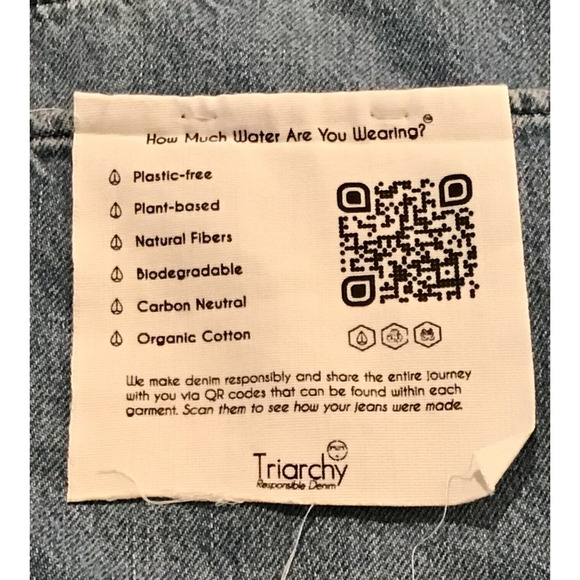 How Much Water Are You Wearing?™
Plastic-free
Plant-based
Natural Fibers
Biodegradable
Carbon Neutral
Organic Cotton
We make denim responsibly and share the entire journey
with you via QR codes that can be found within each
garment. Scan them to see how your jeans were made.
Triarchy
Responsible Denim